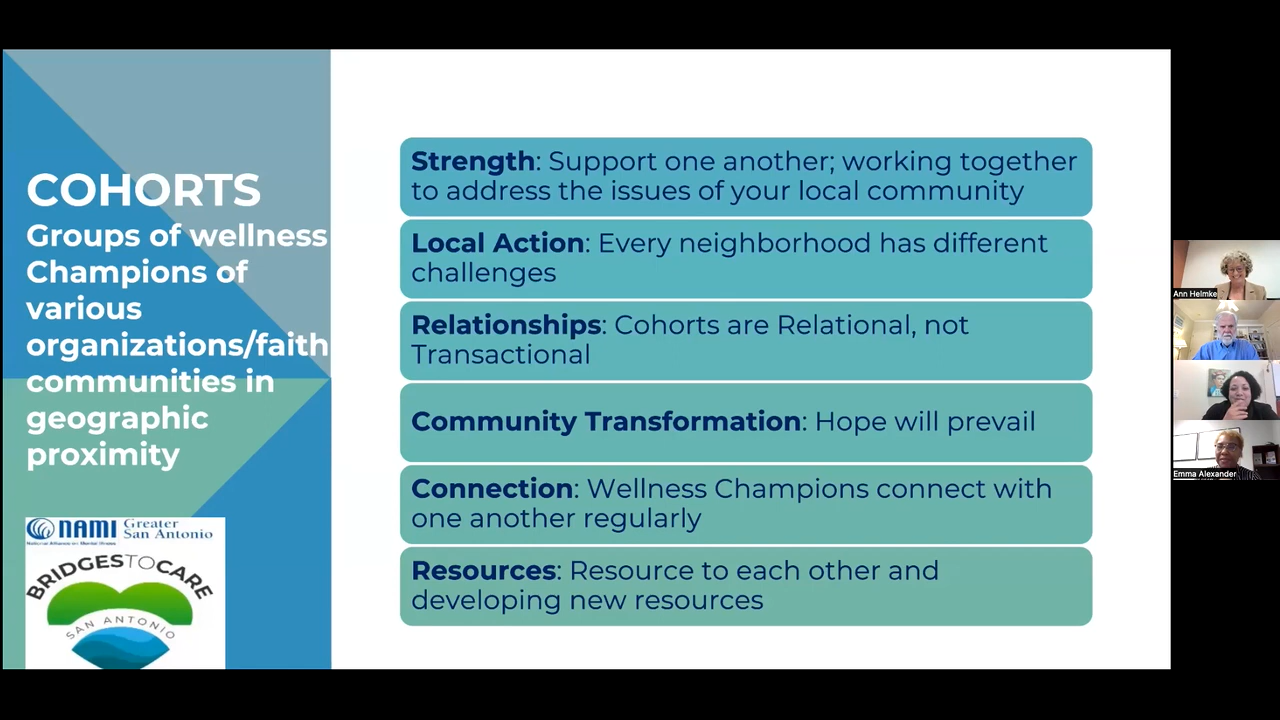 COHORTS
Groups of wellness
Champions of
various
organizations/faith
communities in
geographic
proximity
NAMI Greater
San Antonio
National Alliance on Mental Illness
BRIDGESTOCARE
SAN ANTONIO
Strength: Support one another; working together
to address the issues of your local community
Local Action: Every neighborhood has different
challenges
Relationships: Cohorts are Relational, not
Transactional
Community Transformation: Hope will prevail
Connection: Wellness Champions connect with
one another regularly
Resources: Resource to each other and
developing new resources
Ann Helmke
Emma Alexander